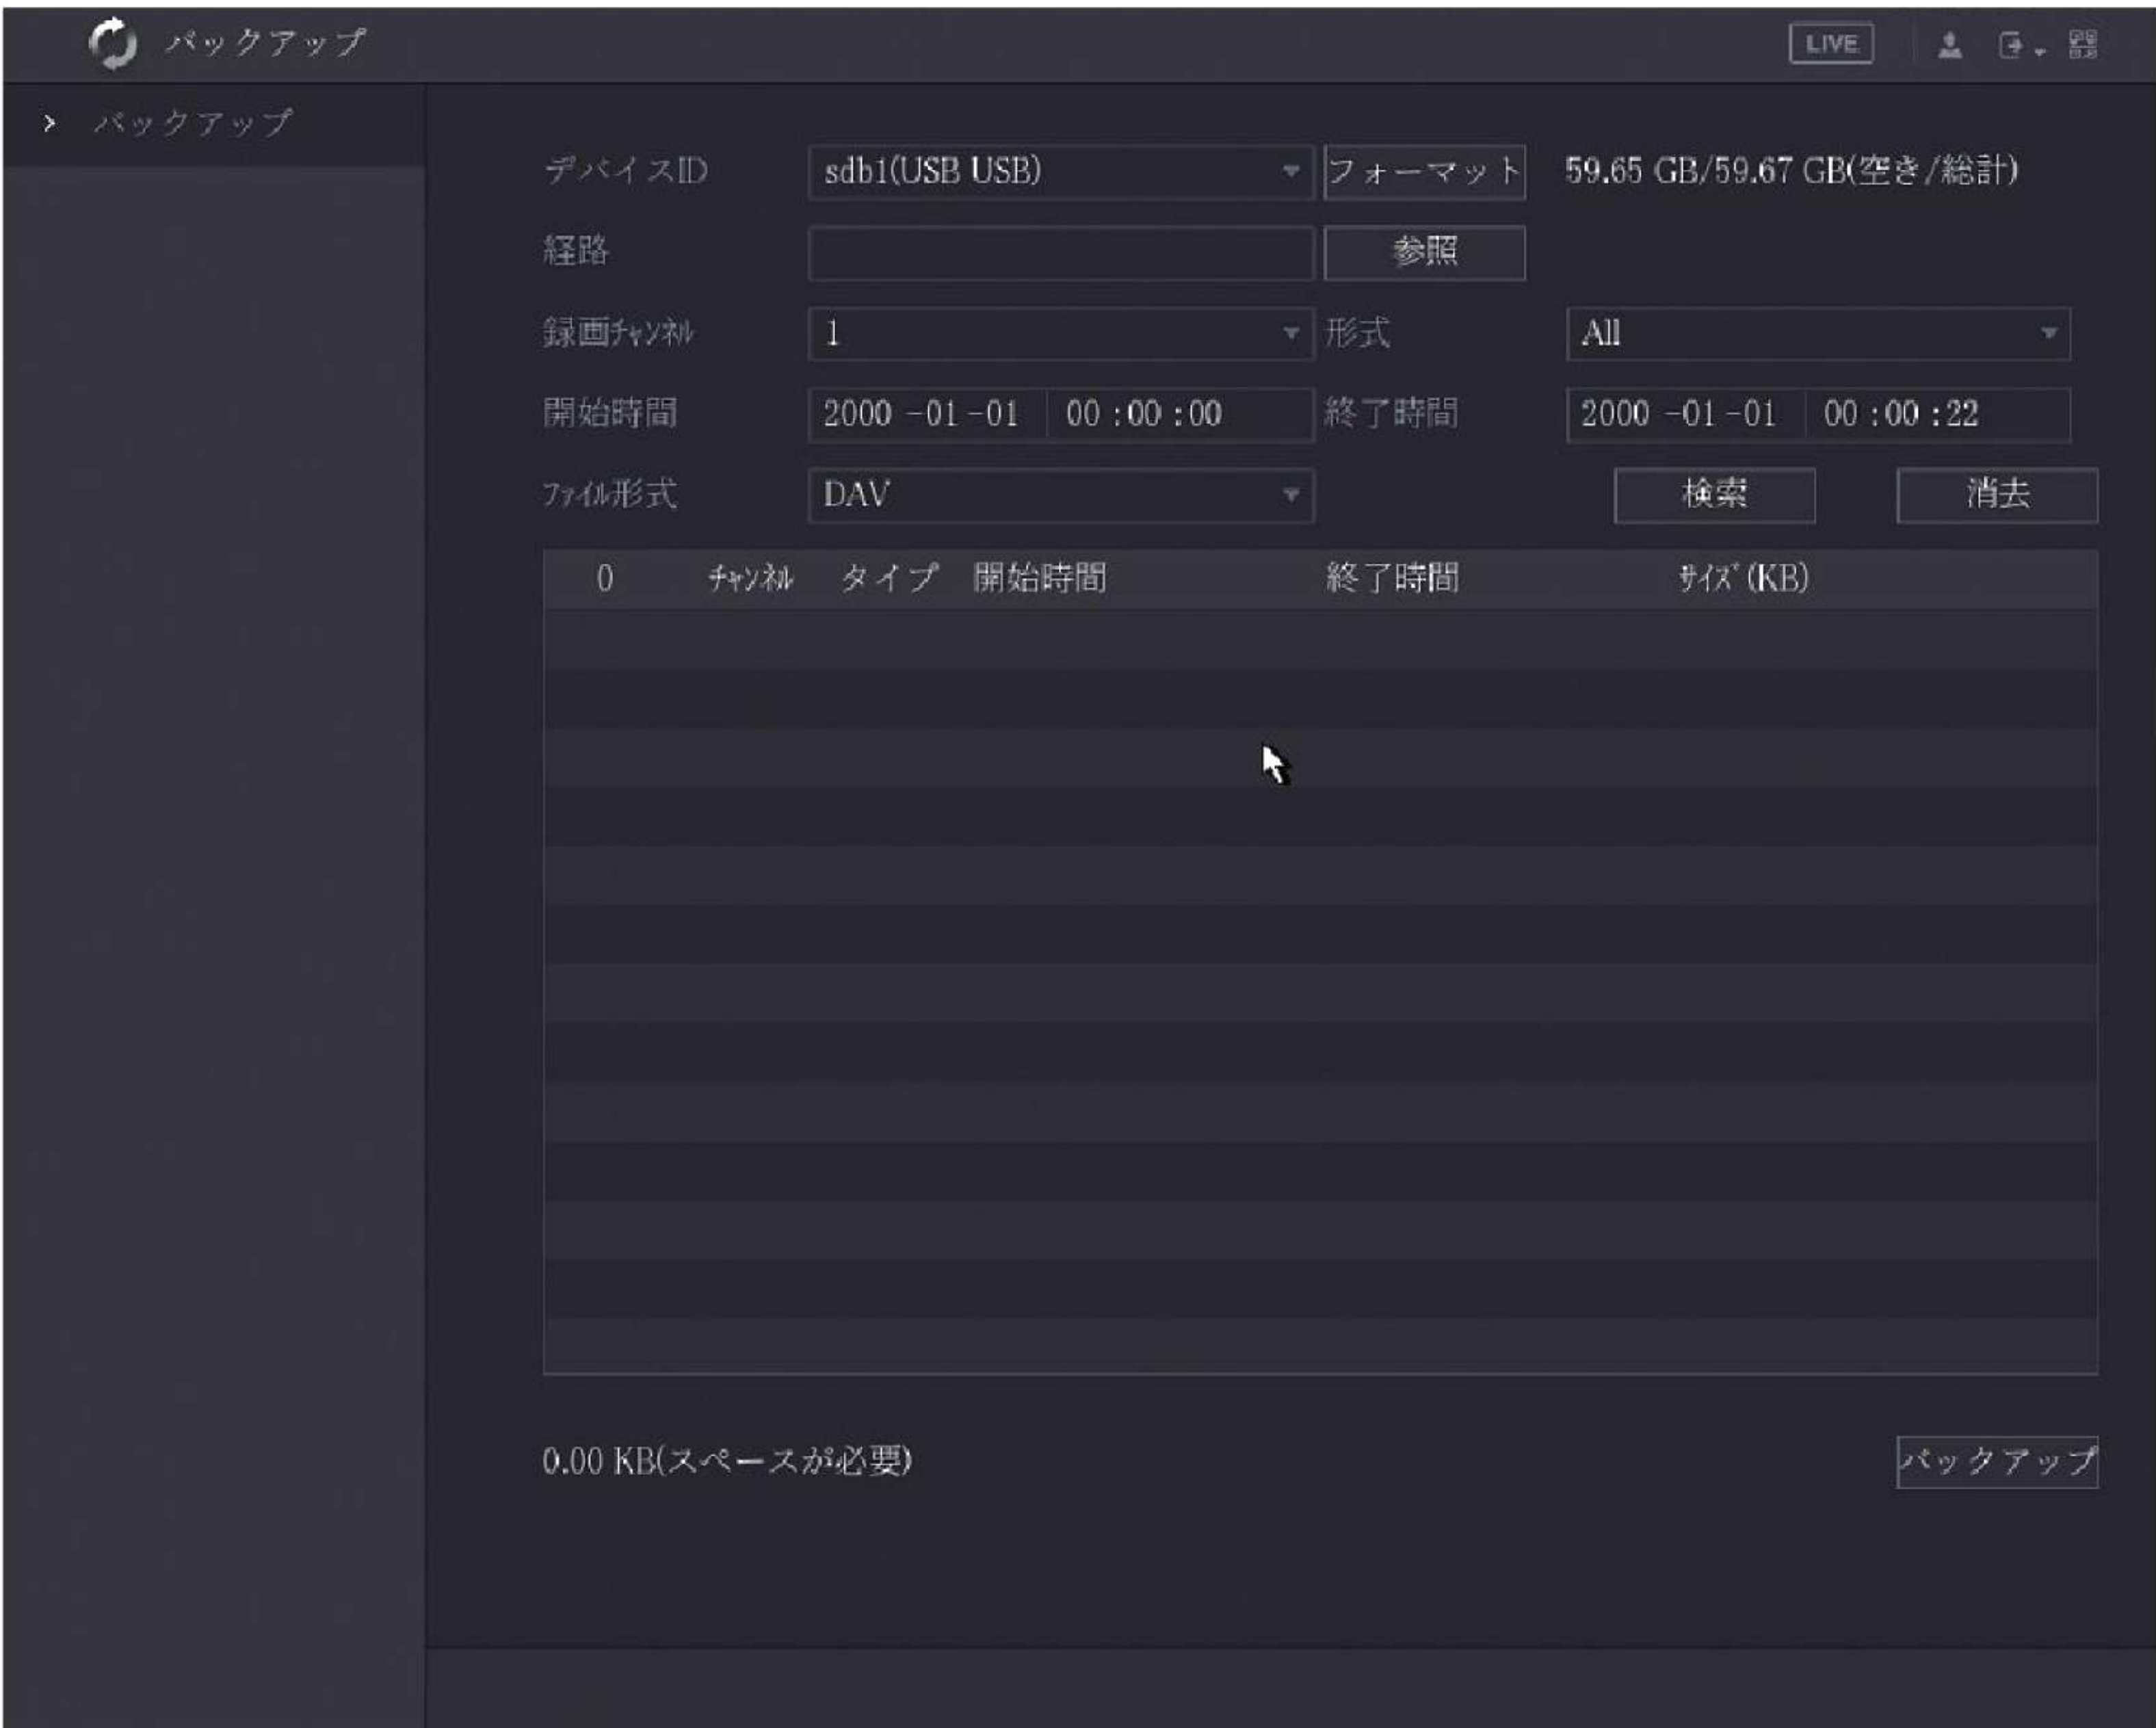 バックアップ LIVE
バックアップ
デバイスID sdb1(USB USB) フォーマット 59.65 GB/59.67 GB(空き/総計)
経路 参照
録画ﾁｬﾝﾈﾙ 1 形式 All
開始時間 2000 -01 -01 00 :00 :00 終了時間 2000 -01 -01 00 :00 :22
ﾌｧｲﾙ形式 DAV 検索 消去
0 ﾁｬﾝﾈﾙ タイプ 開始時間 終了時間 ｻｲｽﾞ(KB)
0.00 KB(スペースが必要) バックアップ